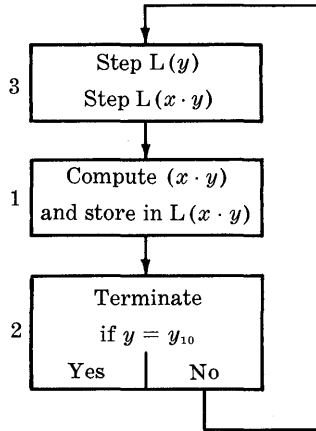 3
Step L(y)
Step L(x · y)
1
Compute (x · y)
and store in L(x · y)
2
Terminate
if y = y₁₀
Yes No